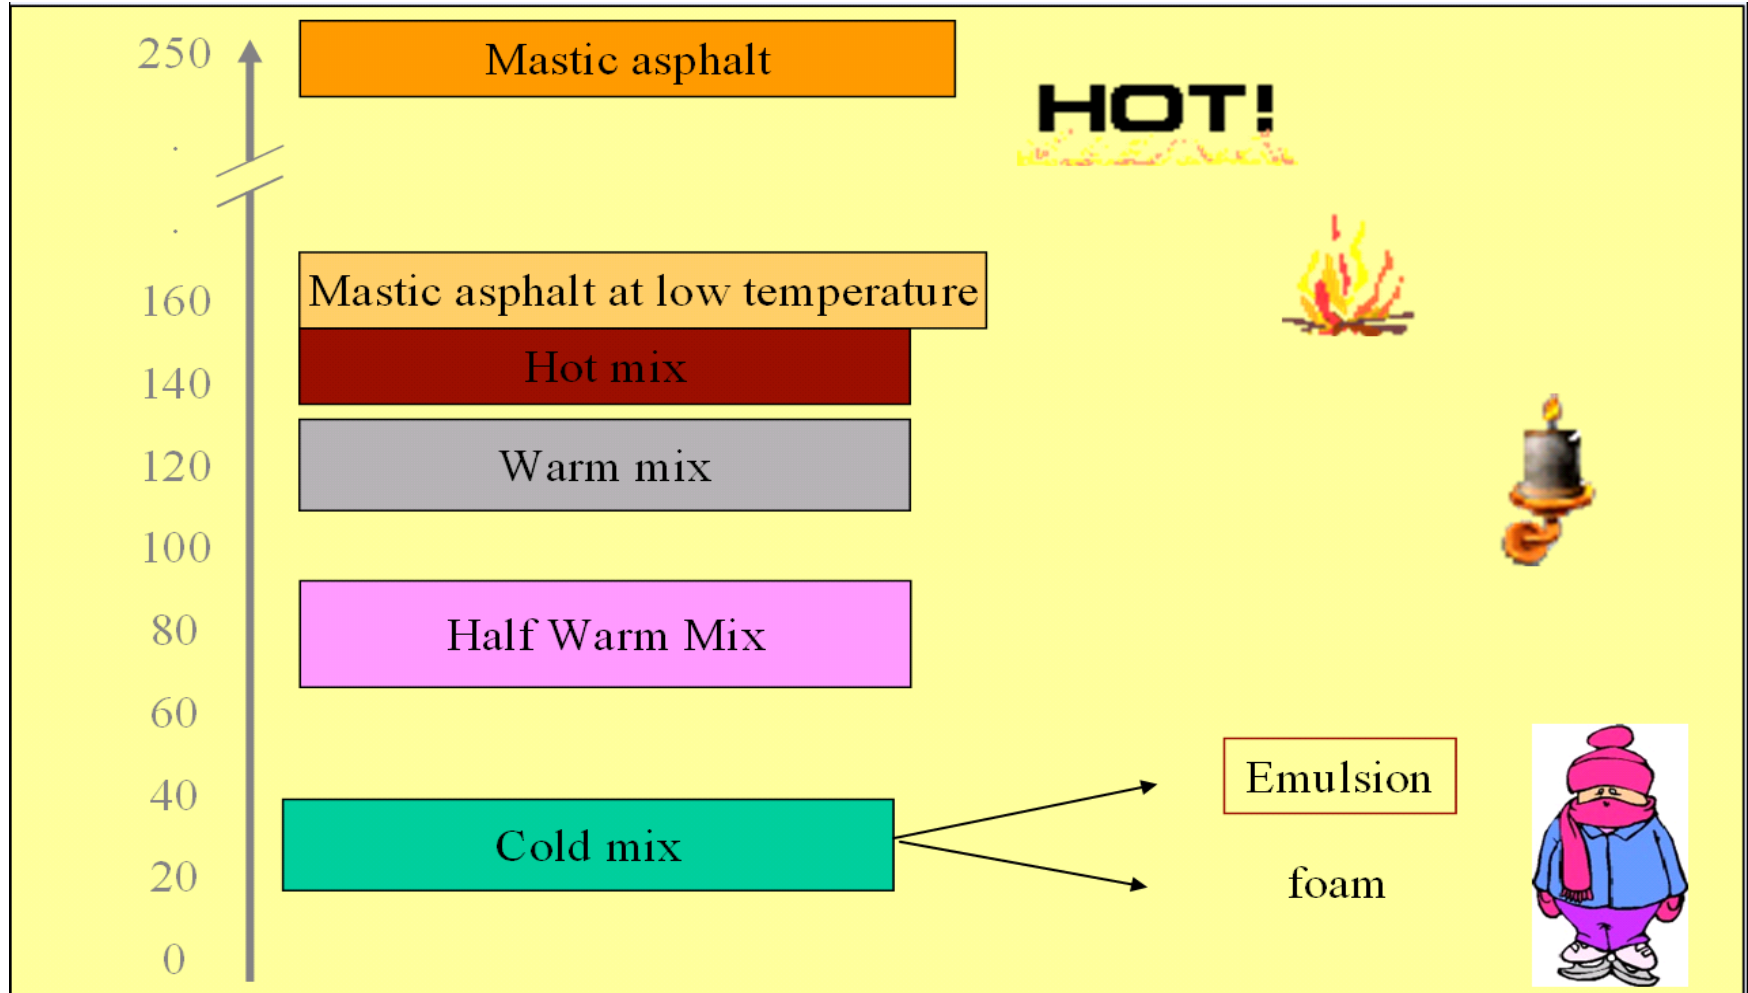 250
Mastic asphalt
HOT!
.
.
Mastic asphalt at low temperature
160
Hot mix
140
Warm mix
120
100
Half Warm Mix
80
60
Emulsion
40
Cold mix
20
foam
0